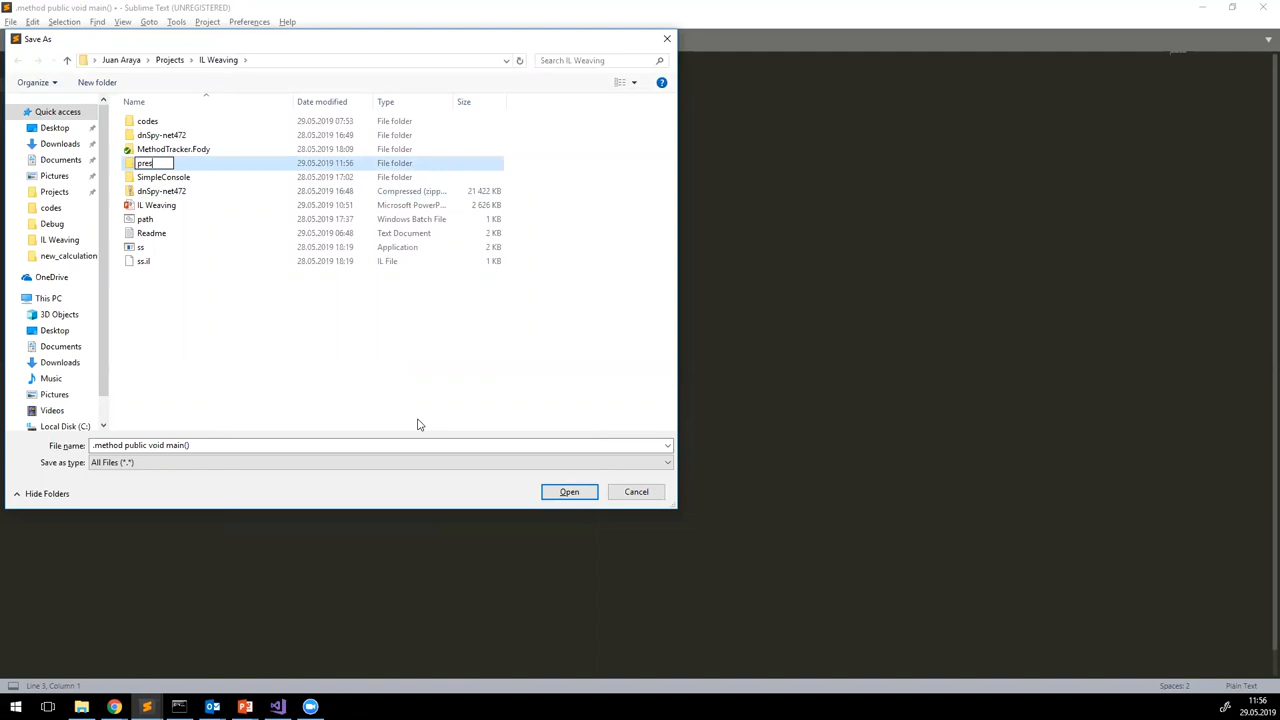 .method public void main() • - Sublime Text (UNREGISTERED)
File Edit Selection Find View Goto Tools Project Preferences Help
Save As
Juan Araya Projects IL Weaving Search IL Weaving
Organize New folder
Name Date modified Type Size
Quick access
Desktop
Downloads
Documents
Pictures
Projects
codes
Debug
IL Weaving
new_calculation
OneDrive
This PC
3D Objects
Desktop
Documents
Downloads
Music
Pictures
Videos
Local Disk (C:)
codes 29.05.2019 07:53 File folder
dnSpy-net472 28.05.2019 16:49 File folder
MethodTracker.Fody 28.05.2019 18:09 File folder
pres 29.05.2019 11:56 File folder
SimpleConsole 28.05.2019 17:02 File folder
dnSpy-net472 28.05.2019 16:48 Compressed (zipp... 21 422 KB
IL Weaving 29.05.2019 10:51 Microsoft PowerP... 2 626 KB
path 28.05.2019 17:37 Windows Batch File 1 KB
Readme 29.05.2019 06:48 Text Document 2 KB
ss 28.05.2019 18:19 Application 2 KB
ss.il 28.05.2019 18:19 IL File 1 KB
File name: .method public void main()
Save as type: All Files (*.*)
Hide Folders Open Cancel
Line 3, Column 1 Spaces: 2 Plain Text
11:56
29.05.2019